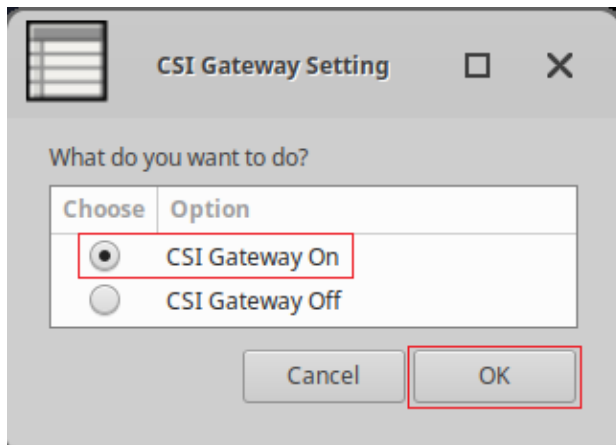 CSI Gateway Setting
What do you want to do?
Choose Option
CSI Gateway On
CSI Gateway Off
Cancel OK